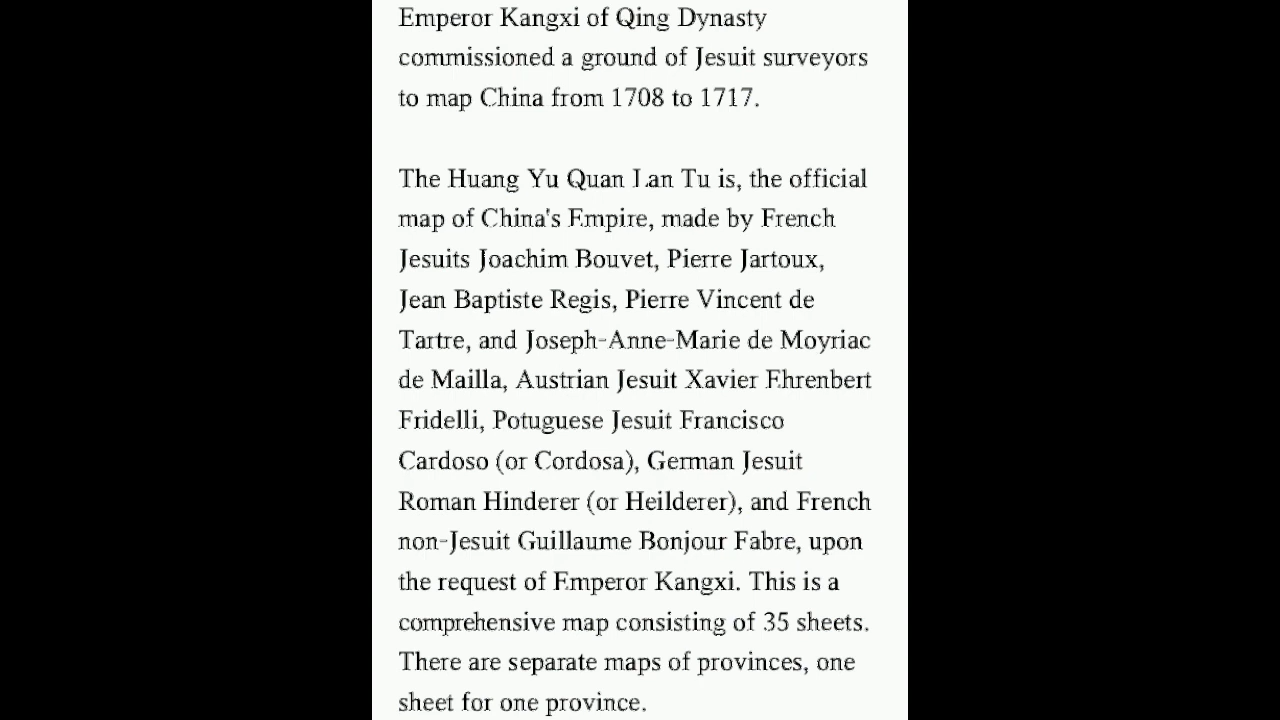 Emperor Kangxi of Qing Dynasty
commissioned a ground of Jesuit surveyors
to map China from 1708 to 1717.
The Huang Yu Quan Lan Tu is, the official
map of China's Empire, made by French
Jesuits Joachim Bouvet, Pierre Jartoux,
Jean Baptiste Regis, Pierre Vincent de
Tartre, and Joseph-Anne-Marie de Moyriac
de Mailla, Austrian Jesuit Xavier Ehrenbert
Fridelli, Potuguese Jesuit Francisco
Cardoso (or Cordosa), German Jesuit
Roman Hinderer (or Heilderer), and French
non-Jesuit Guillaume Bonjour Fabre, upon
the request of Emperor Kangxi. This is a
comprehensive map consisting of 35 sheets.
There are separate maps of provinces, one
sheet for one province.